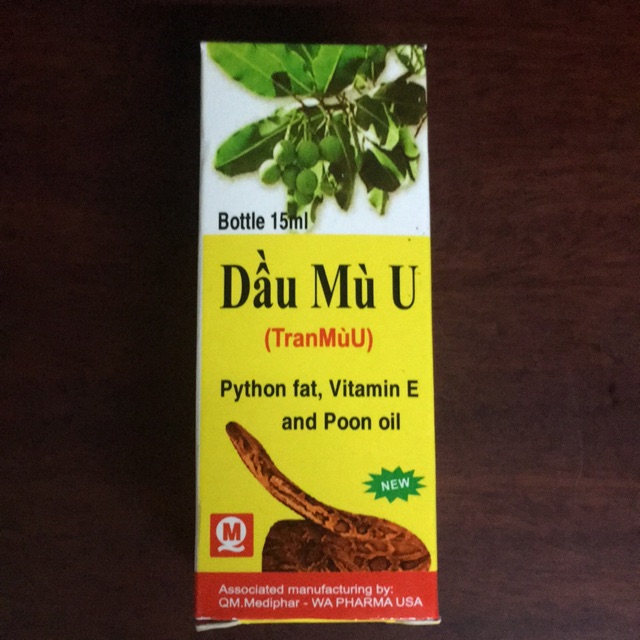 Bottle 15ml
Dầu Mù U
(TranMùU)
Python fat, Vitamin E
and Poon oil
NEW
QM
Associated manufacturing by:
QM.Mediphar - WA PHARMA USA